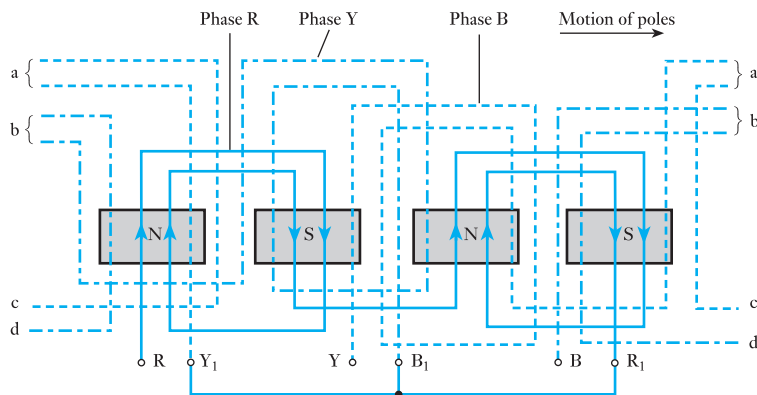 Phase R Phase Y Phase B Motion of poles
a a
b b
N S N S
c c
d d
R Y1 Y B1 B R1